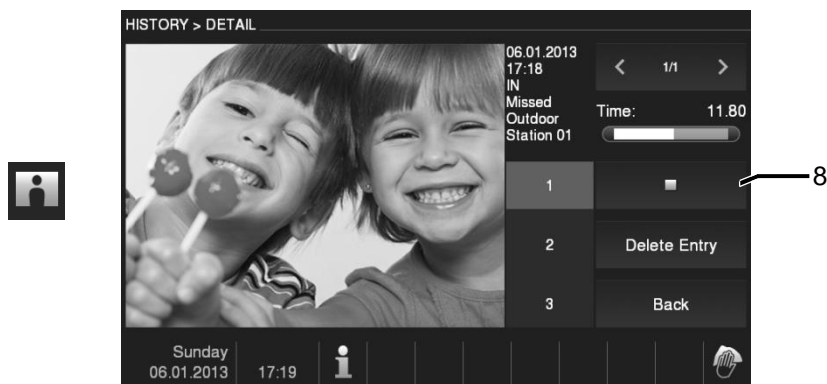 HISTORY > DETAIL
06.01.2013
17:18
IN
Missed
Outdoor
Station 01
< 1/1 >
Time: 11.80
1
8
2
Delete Entry
3
Back
Sunday
06.01.2013
17:19